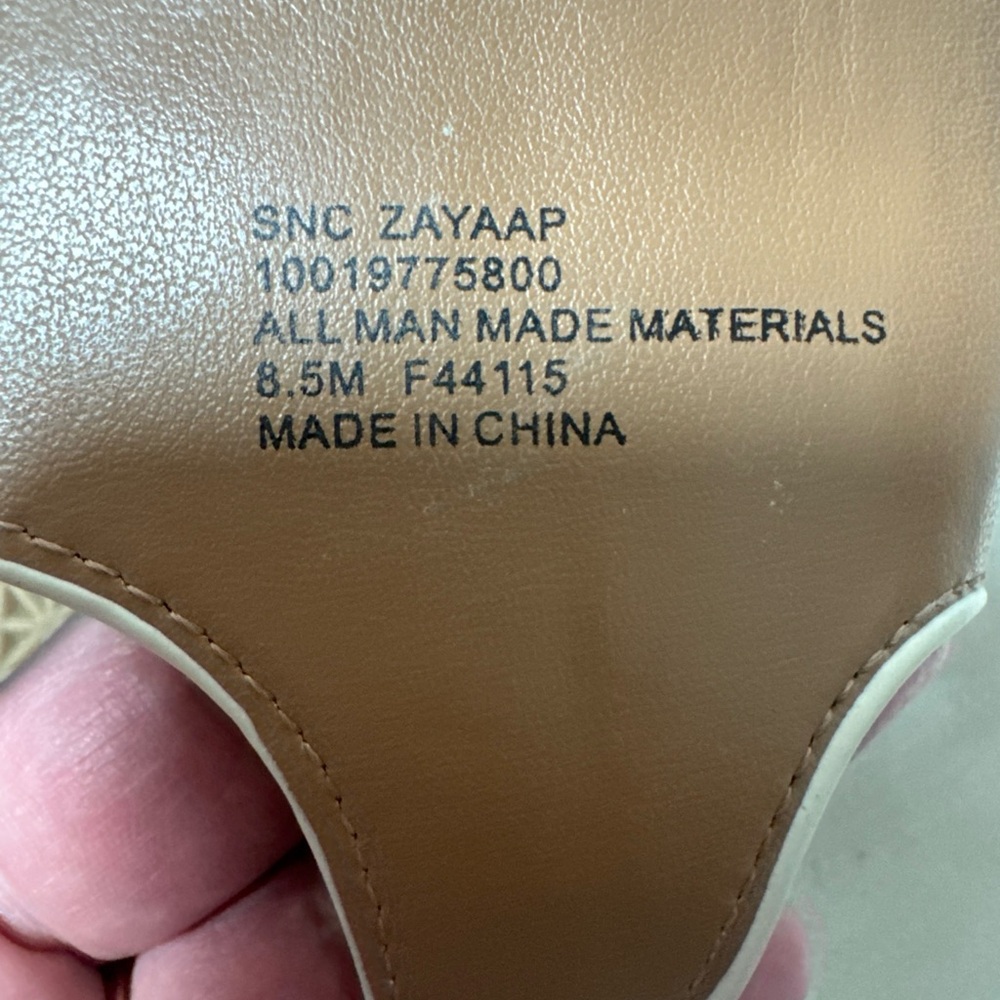 SNC ZAYAAP
10019775800
ALL MAN MADE MATERIALS
8.5M F44115
MADE IN CHINA